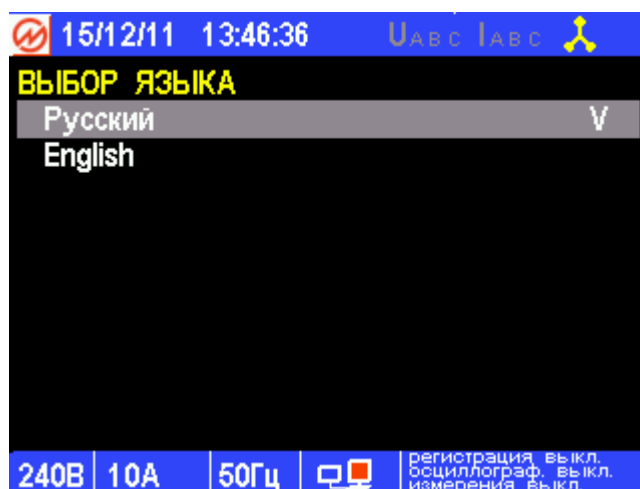 15/12/11 13:46:36 UABC IABC
ВЫБОР ЯЗЫКА
Русский V
English
240В 10А 50Гц
регистрация выкл.
осциллограф. выкл.
измерения выкл.